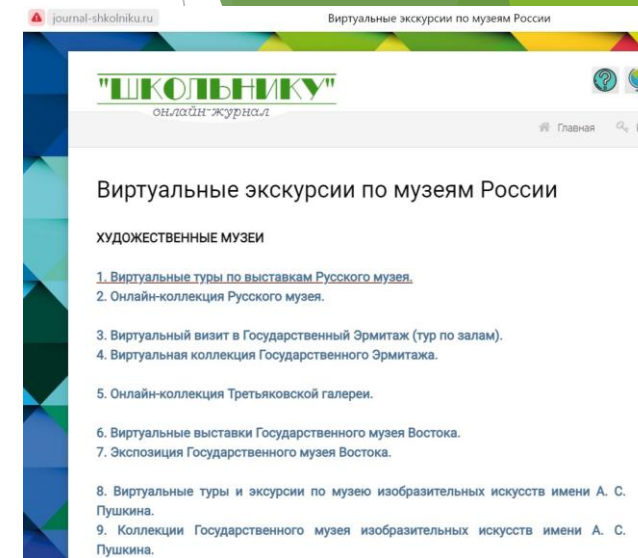 journal-shkolniku.ru
Виртуальные экскурсии по музеям России
"ШКОЛЬНИКУ"
онлайн-журнал
Главная
Виртуальные экскурсии по музеям России
ХУДОЖЕСТВЕННЫЕ МУЗЕИ
1. Виртуальные туры по выставкам Русского музея.
2. Онлайн-коллекция Русского музея.
3. Виртуальный визит в Государственный Эрмитаж (тур по залам).
4. Виртуальная коллекция Государственного Эрмитажа.
5. Онлайн-коллекция Третьяковской галереи.
6. Виртуальные выставки Государственного музея Востока.
7. Экспозиция Государственного музея Востока.
8. Виртуальные туры и эксурсии по музею изобразительных искусств имени А. С.
Пушкина.
9. Коллекции Государственного музея изобразительных искусств имени А. С.
Пушкина.